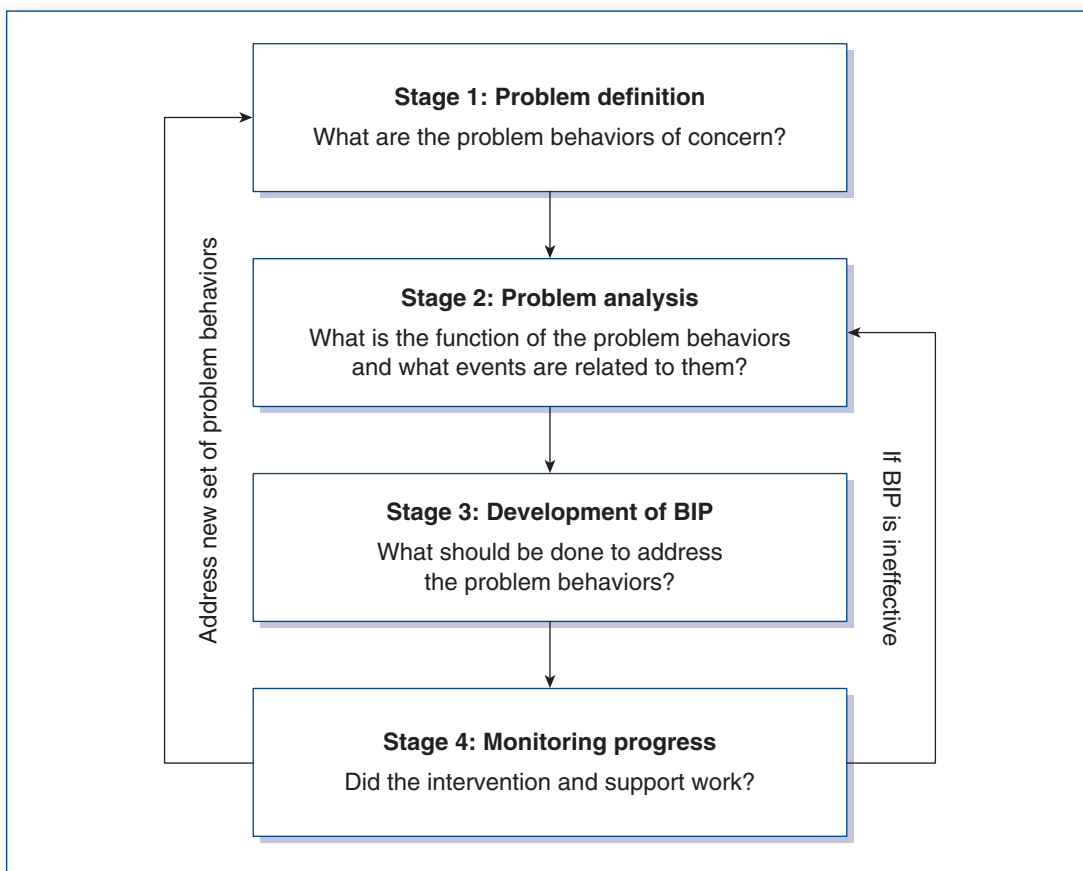 Stage 1: Problem definition
What are the problem behaviors of concern?
Stage 2: Problem analysis
What is the function of the problem behaviors
and what events are related to them?
Stage 3: Development of BIP
What should be done to address
the problem behaviors?
Stage 4: Monitoring progress
Did the intervention and support work?
Address new set of problem behaviors
If BIP is ineffective